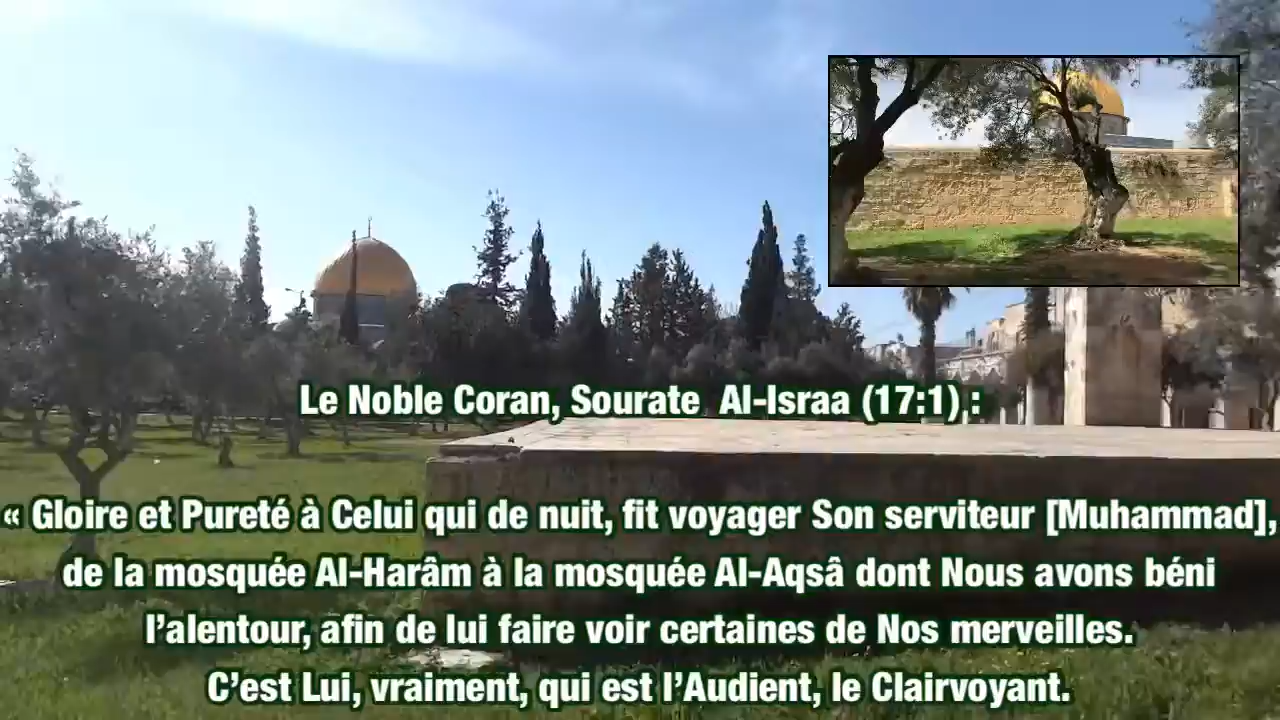 Le Noble Coran, Sourate  Al-Israa (17:1),:
« Gloire et Pureté à Celui qui de nuit, fit voyager Son serviteur [Muhammad],
de la mosquée Al-Harâm à la mosquée Al-Aqsâ dont Nous avons béni
l’alentour, afin de lui faire voir certaines de Nos merveilles.
C’est Lui, vraiment, qui est l’Audient, le Clairvoyant.